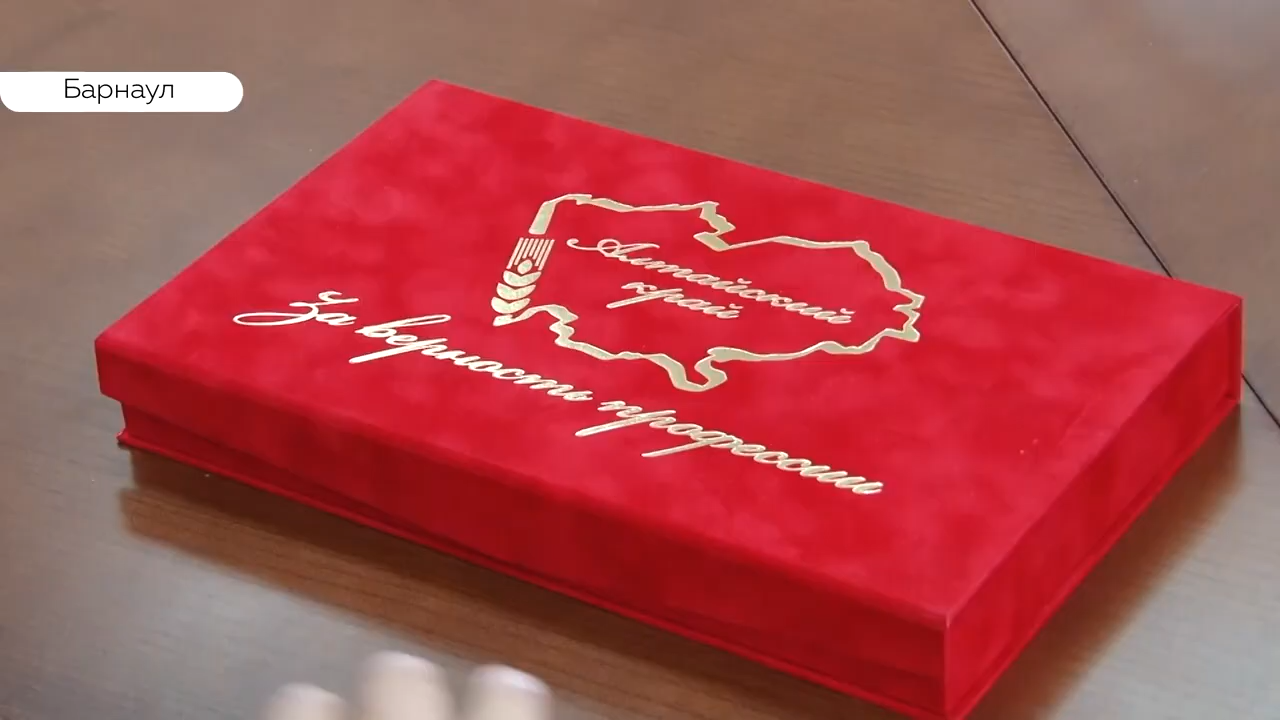 Барнаул
Алтайский
край
За верность профессии